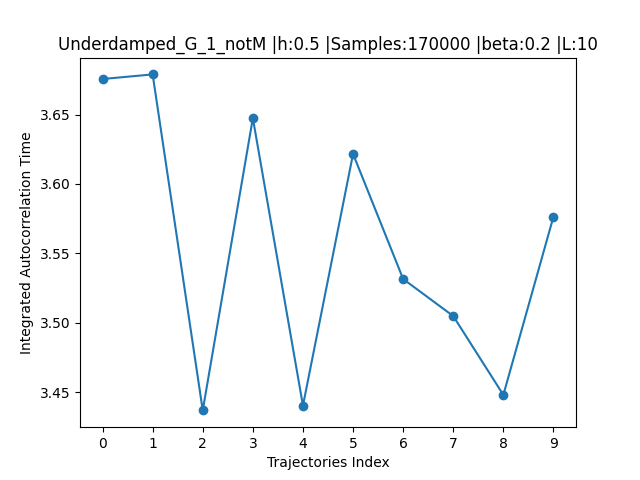 Underdamped_G_1_notM |h:0.5 |Samples:170000 |beta:0.2 |L:10
Integrated Autocorrelation Time
3.65
3.60
3.55
3.50
3.45
0 1 2 3 4 5 6 7 8 9
Trajectories Index